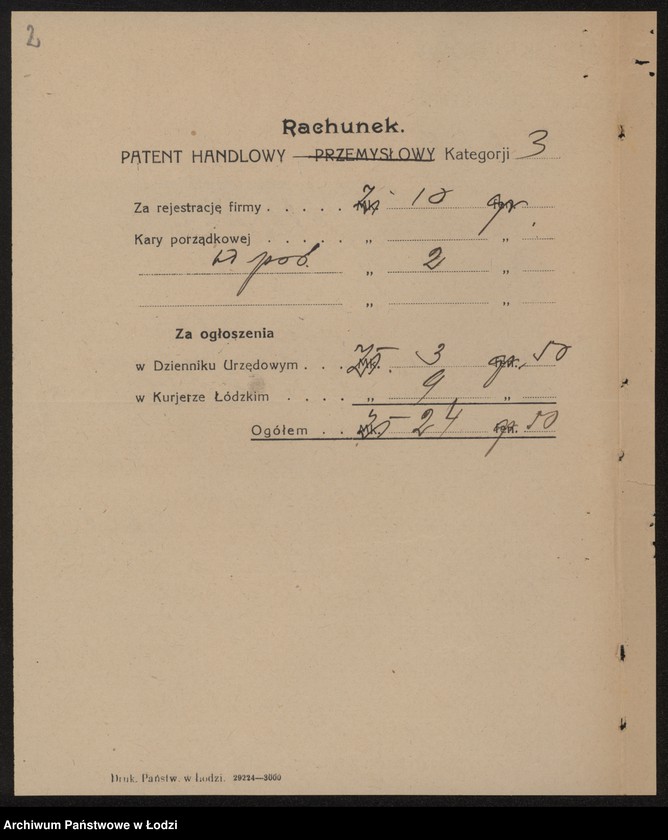 2
Rachunek.
PATENT HANDLOWY — PRZEMYSŁOWY Kategorji 3
Za rejestrację firmy . . . . . Zł 10 gr
Kary porządkowej . . . . . „ „
pob. „ 2 „
„ „
Za ogłoszenia
w Dzienniku Urzędowym . . . Zł. 3 gr. 50
w Kurjerze Łódzkim . . . . „ 9 „
Ogółem . . Zł 24 gr 50
Druk. Państw. w Łodzi. 29224—3000
Archiwum Państwowe w Łodzi